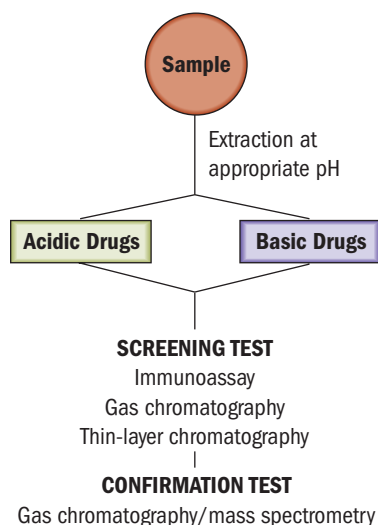 Sample
Extraction at
appropriate pH
Acidic Drugs
Basic Drugs
SCREENING TEST
Immunoassay
Gas chromatography
Thin-layer chromatography
CONFIRMATION TEST
Gas chromatography/mass spectrometry